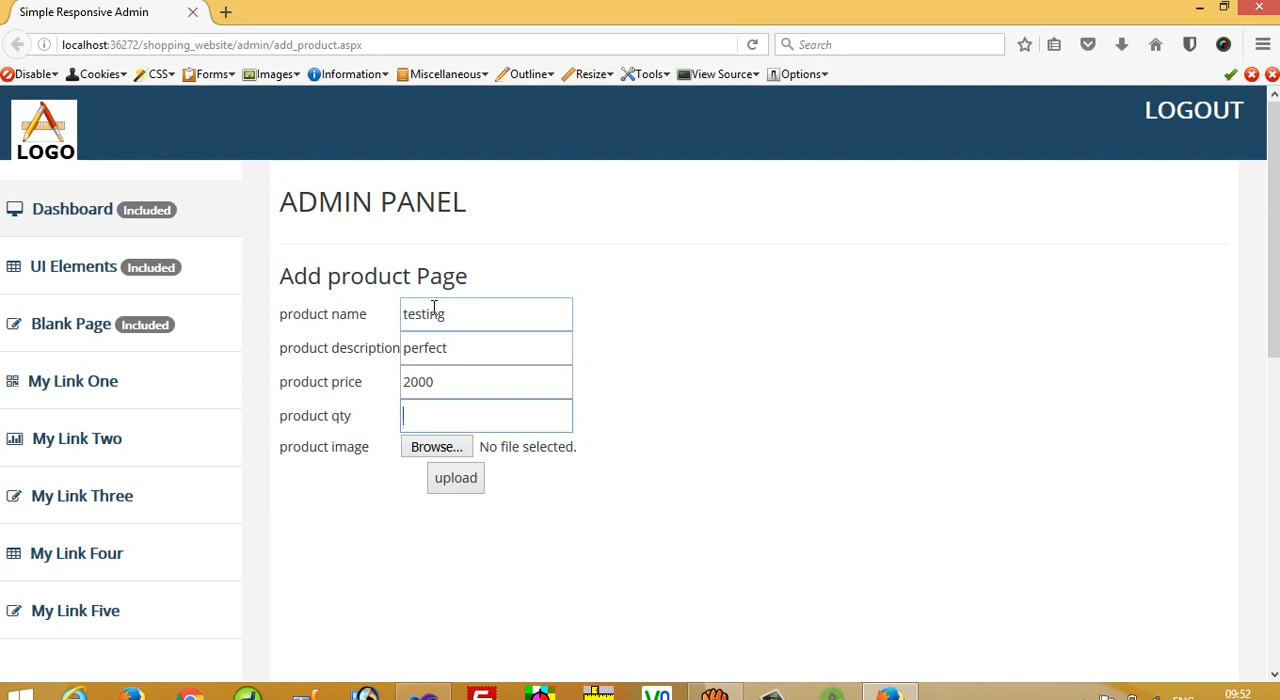 Simple Responsive Admin
localhost:36272/shopping_website/admin/add_product.aspx
Search
Disable Cookies CSS Forms Images Information Miscellaneous Outline Resize Tools View Source Options
LOGO
LOGOUT
Dashboard Included
UI Elements Included
Blank Page Included
My Link One
My Link Two
My Link Three
My Link Four
My Link Five
ADMIN PANEL
Add product Page
product name testing
product description perfect
product price 2000
product qty
product image Browse... No file selected.
upload
09:52